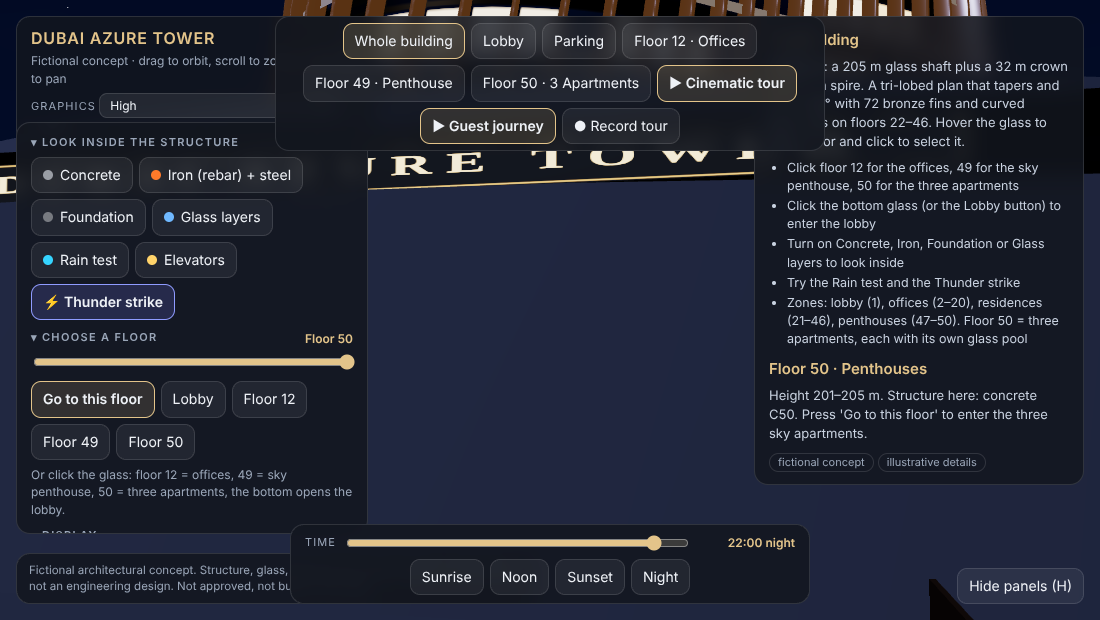 DUBAI AZURE TOWER
Fictional concept · drag to orbit, scroll to
to pan
GRAPHICS High
▾ LOOK INSIDE THE STRUCTURE
Concrete
Iron (rebar) + steel
Foundation
Glass layers
Rain test
Elevators
⚡ Thunder strike
▾ CHOOSE A FLOOR
Floor 50
Go to this floor
Lobby
Floor 12
Floor 49
Floor 50
Or click the glass: floor 12 = offices, 49 = sky
penthouse, 50 = three apartments, the bottom opens the
lobby.
DISPLAY
Fictional architectural concept. Structure, glass,
not an engineering design. Not approved, not
Whole building
Lobby
Parking
Floor 12 · Offices
Floor 49 · Penthouse
Floor 50 · 3 Apartments
▶ Cinematic tour
▶ Guest journey
● Record tour
URE TOW
TIME
22:00 night
Sunrise
Noon
Sunset
Night
a 205 m glass shaft plus a 32 m crown
spire. A tri-lobed plan that tapers and
° with 72 bronze fins and curved
on floors 22–46. Hover the glass to
and click to select it.
• Click floor 12 for the offices, 49 for the sky
penthouse, 50 for the three apartments
• Click the bottom glass (or the Lobby button) to
enter the lobby
• Turn on Concrete, Iron, Foundation or Glass
layers to look inside
• Try the Rain test and the Thunder strike
• Zones: lobby (1), offices (2–20), residences
(21–46), penthouses (47–50). Floor 50 = three
apartments, each with its own glass pool
Floor 50 · Penthouses
Height 201–205 m. Structure here: concrete
C50. Press 'Go to this floor' to enter the three
sky apartments.
fictional concept
illustrative details
Hide panels (H)